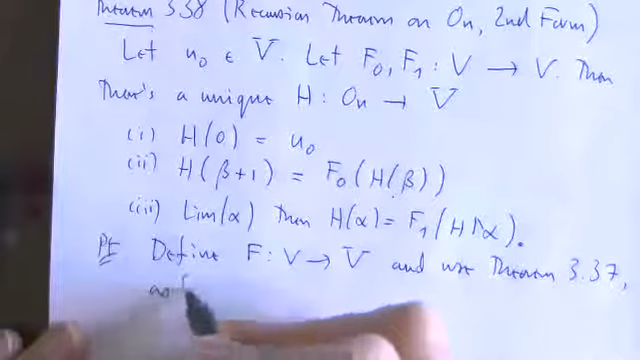 Theorem 3.38 (Recursion Theorem on On, 2nd Form)
Let u₀ ∈ V. Let F₀, F₁ : V → V. Then
there's a unique H : On → V
(i) H(0) = u₀
(ii) H(β+1) = F₀(H(β))
(iii) Lim(α) then H(α) = F₁(H↾α).
Pf Define F : V → V and use Theorem 3.37,